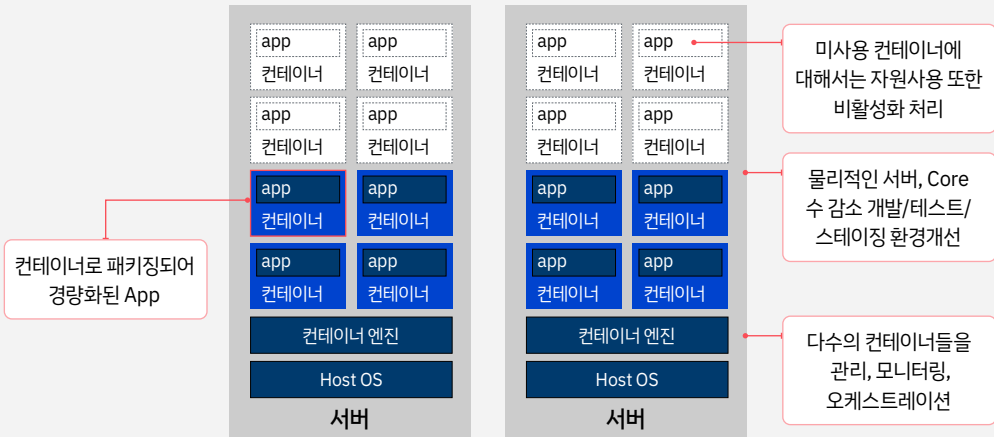 app
app
컨테이너
컨테이너
app
app
컨테이너
컨테이너
app
app
컨테이너
컨테이너
app
app
컨테이너
컨테이너
컨테이너 엔진
Host OS
서버
app
app
컨테이너
컨테이너
app
app
컨테이너
컨테이너
app
app
컨테이너
컨테이너
app
app
컨테이너
컨테이너
컨테이너 엔진
Host OS
서버
컨테이너로 패키징되어
경량화된 App
미사용 컨테이너에
대해서는 자원사용 또한
비활성화 처리
물리적인 서버, Core
수 감소 개발/테스트/
스테이징 환경개선
다수의 컨테이너들을
관리, 모니터링,
오케스트레이션